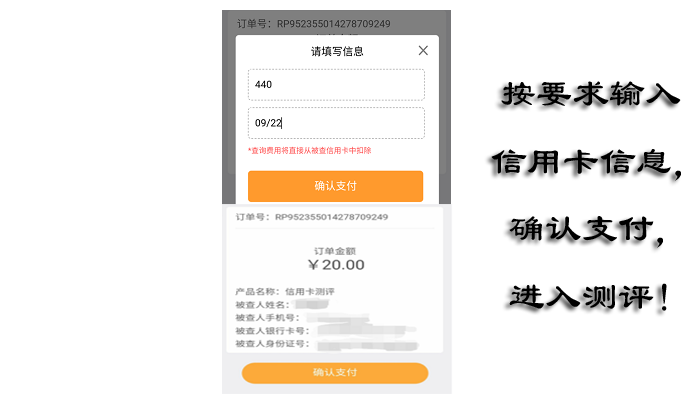 订单号：RP952355014278709249
请填写信息
440
09/22
*查询费用将直接从被查信用卡中扣除
确认支付
订单号：RP952355014278709249
订单金额
￥20.00
产品名称：信用卡测评
被查人姓名：
被查人手机号：
被查人银行卡号：
被查人身份证号：
确认支付
按要求输入
信用卡信息，
确认支付，
进入测评！